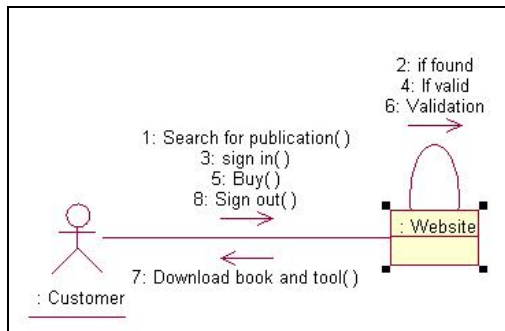 2: if found
4: If valid
6: Validation
1: Search for publication( )
3: sign in( )
5: Buy( )
8: Sign out( )
: Website
7: Download book and tool( )
: Customer